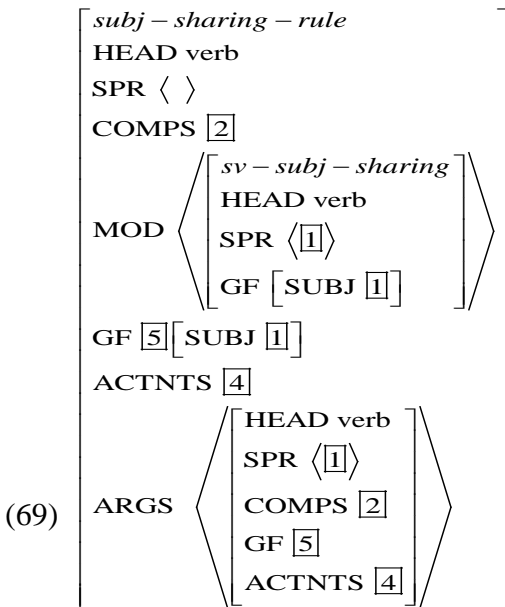 subj – sharing – rule
HEAD verb
SPR ⟨ ⟩
COMPS [2]
MOD ⟨ [ sv – subj – sharing
HEAD verb
SPR ⟨[1]⟩
GF [SUBJ [1]] ] ⟩
GF [5] [SUBJ [1]]
ACTNTS [4]
(69) ARGS ⟨ [ HEAD verb
SPR ⟨[1]⟩
COMPS [2]
GF [5]
ACTNTS [4] ] ⟩